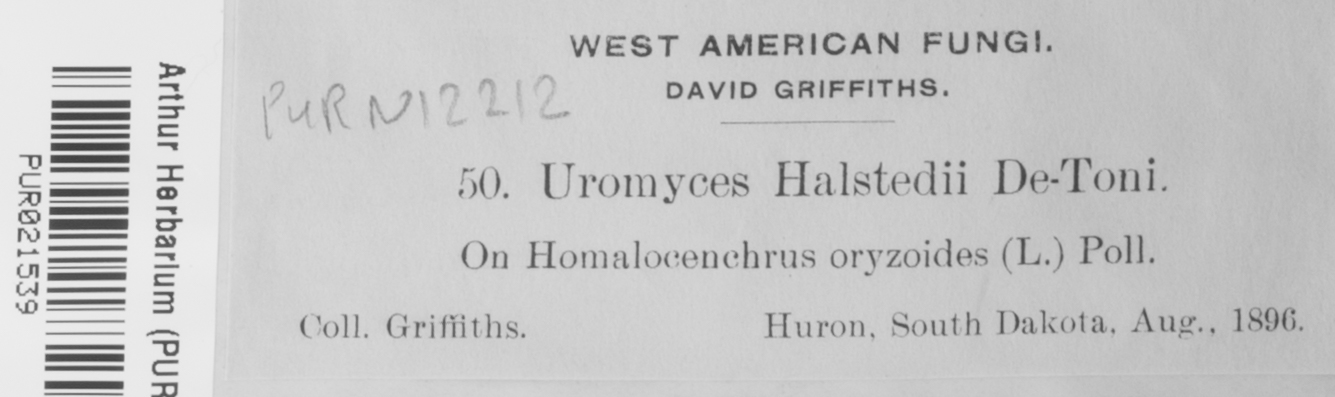 WEST AMERICAN FUNGI.
DAVID GRIFFITHS.
PUR N12212
50. Uromyces Halstedii De-Toni.
On Homalocenchrus oryzoides (L.) Poll.
Coll. Griffiths.
Huron, South Dakota, Aug., 1896.
Arthur Herbarium (PUR
PUR021539